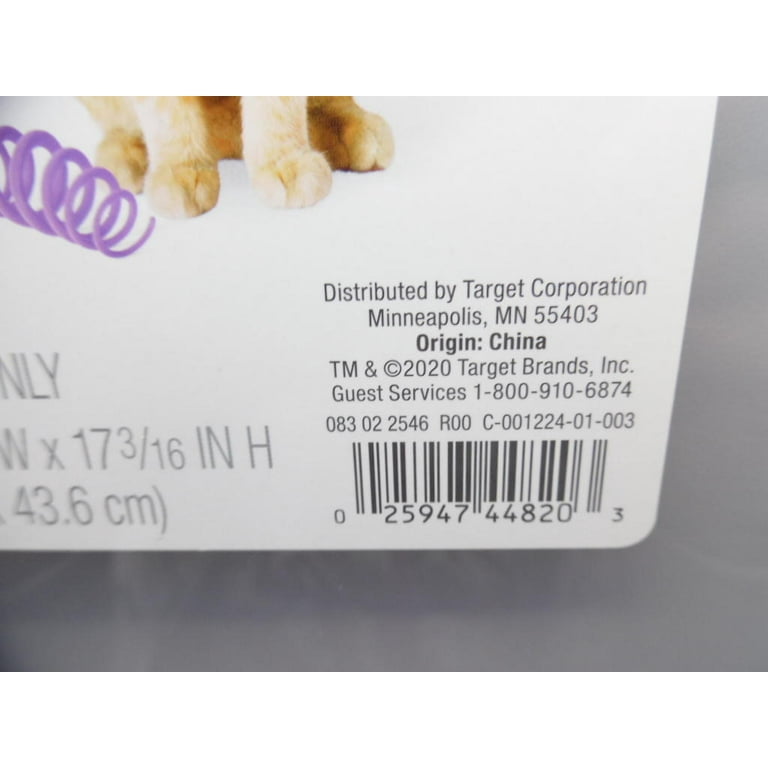 Distributed by Target Corporation
Minneapolis, MN 55403
Origin: China
TM & ©2020 Target Brands, Inc.
Guest Services 1-800-910-6874
083 02 2546 R00 C-001224-01-003
0 25947 44820 3
NLY
W x 17 3/16 IN H
43.6 cm)